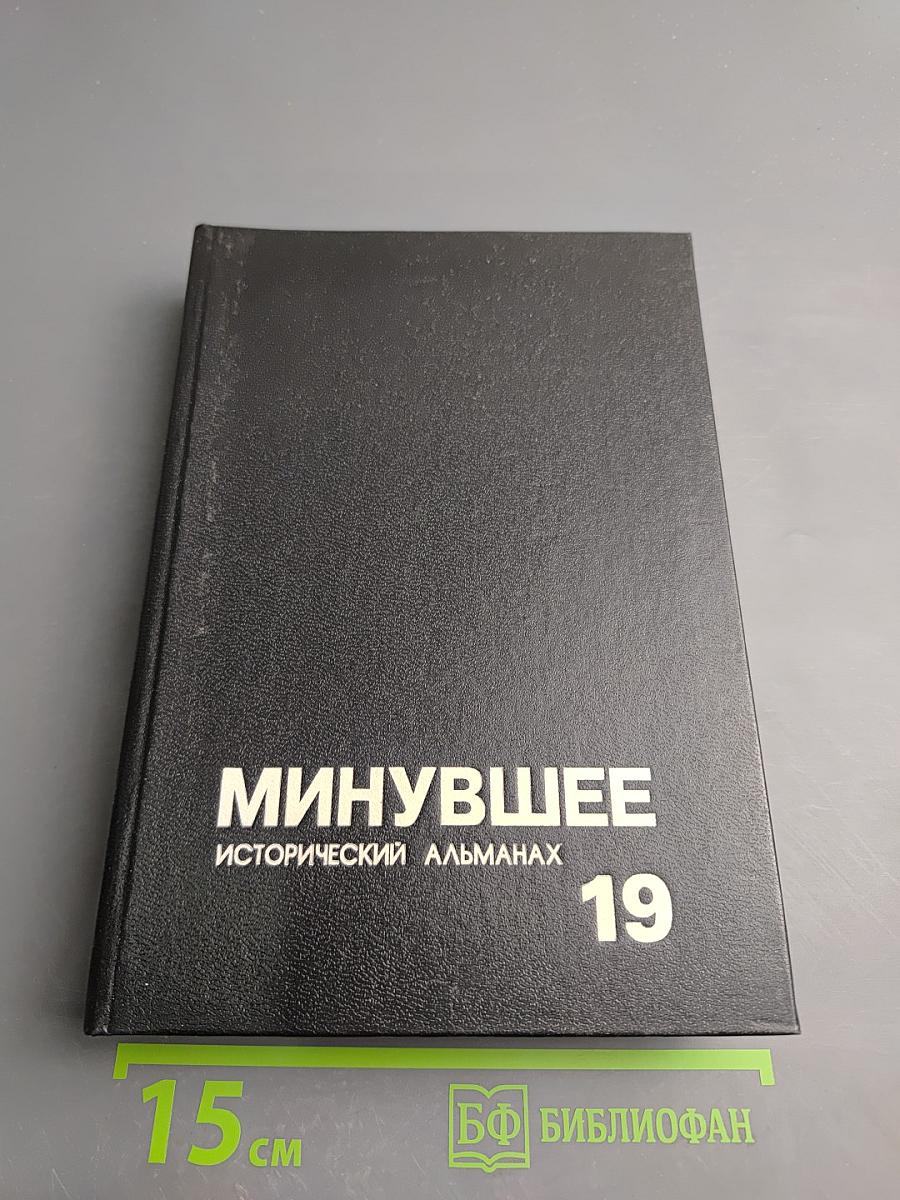 МИНУВШЕЕ
ИСТОРИЧЕСКИЙ АЛЬМАНАХ
19
15 см
БФ БИБЛИОФАН